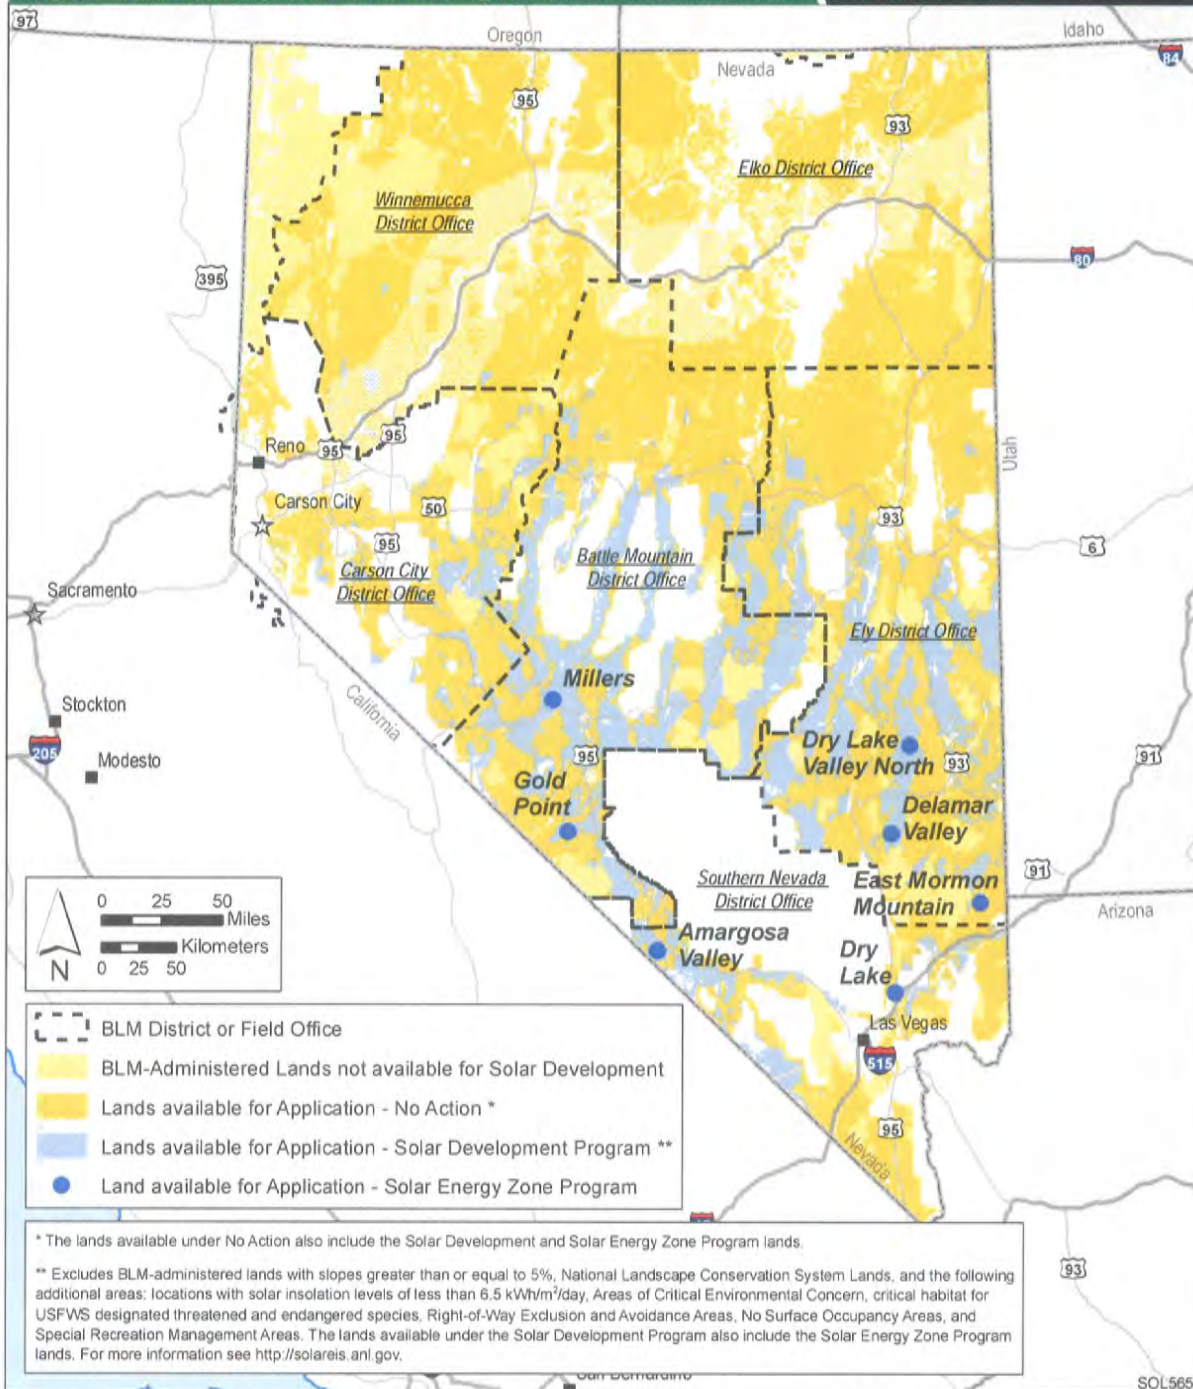 97
Oregon
Idaho
84
Nevada
95
93
Elko District Office
Winnemucca
District Office
395
80
Utah
Reno
95
95
Carson City
50
93
95
6
Battle Mountain
District Office
Carson City
District Office
Sacramento
Ely District Office
Millers
California
Stockton
205
Modesto
95
Dry Lake
Valley North
93
91
Gold
Point
Delamar
Valley
91
Southern Nevada
District Office
East Mormon
Mountain
Arizona
Amargosa
Valley
Dry
Lake
Las Vegas
515
95
Nevada
0 25 50
Miles
Kilometers
0 25 50
N
BLM District or Field Office
BLM-Administered Lands not available for Solar Development
Lands available for Application - No Action *
Lands available for Application - Solar Development Program **
Land available for Application - Solar Energy Zone Program
* The lands available under No Action also include the Solar Development and Solar Energy Zone Program lands.
** Excludes BLM-administered lands with slopes greater than or equal to 5%, National Landscape Conservation System Lands, and the following
additional areas: locations with solar insolation levels of less than 6.5 kWh/m²/day, Areas of Critical Environmental Concern, critical habitat for
USFWS designated threatened and endangered species, Right-of-Way Exclusion and Avoidance Areas, No Surface Occupancy Areas, and
Special Recreation Management Areas. The lands available under the Solar Development Program also include the Solar Energy Zone Program
lands. For more information see http://solareis.anl.gov.
93
San Bernardino
SOL565